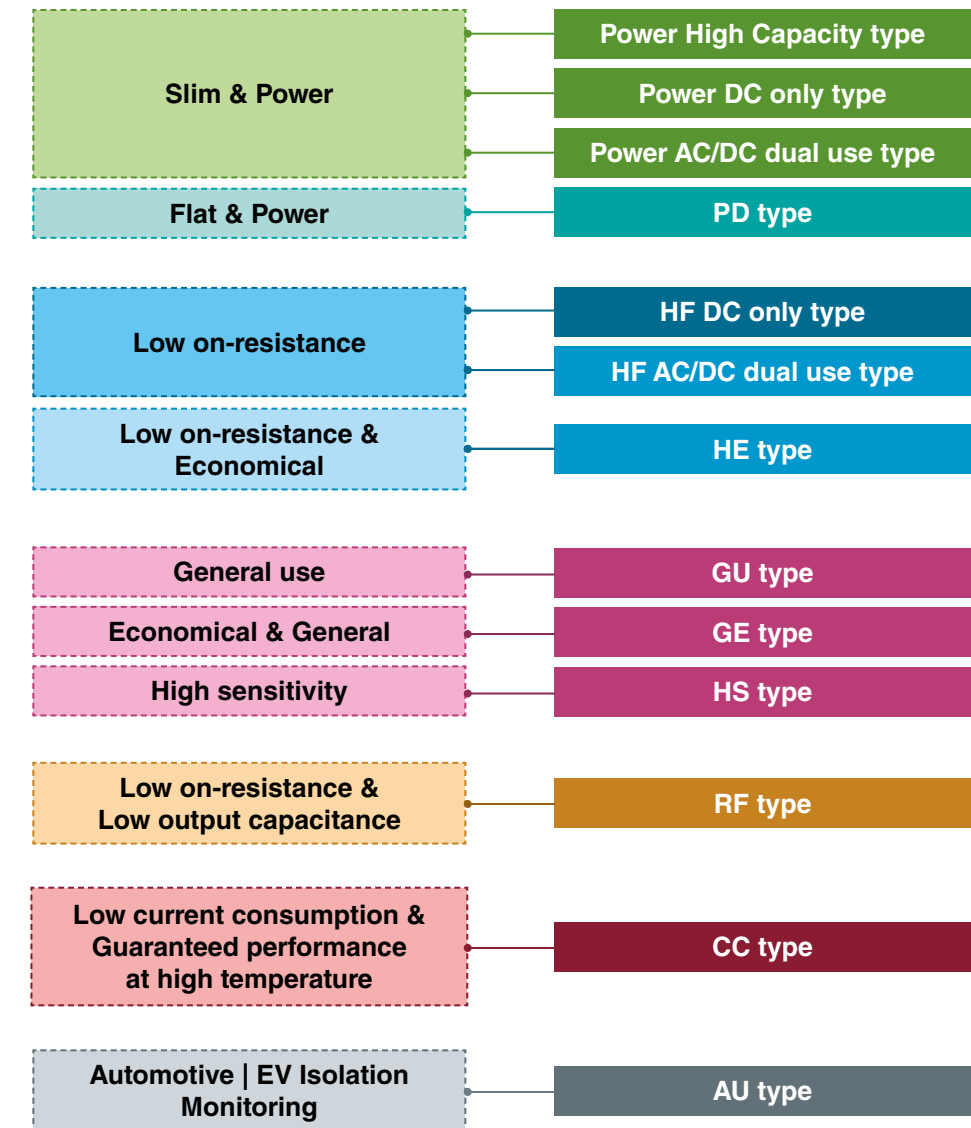 Slim & Power
Power High Capacity type
Power DC only type
Power AC/DC dual use type
Flat & Power
PD type
Low on-resistance
HF DC only type
HF AC/DC dual use type
Low on-resistance &
Economical
HE type
General use
GU type
Economical & General
GE type
High sensitivity
HS type
Low on-resistance &
Low output capacitance
RF type
Low current consumption &
Guaranteed performance
at high temperature
CC type
Automotive | EV Isolation
Monitoring
AU type